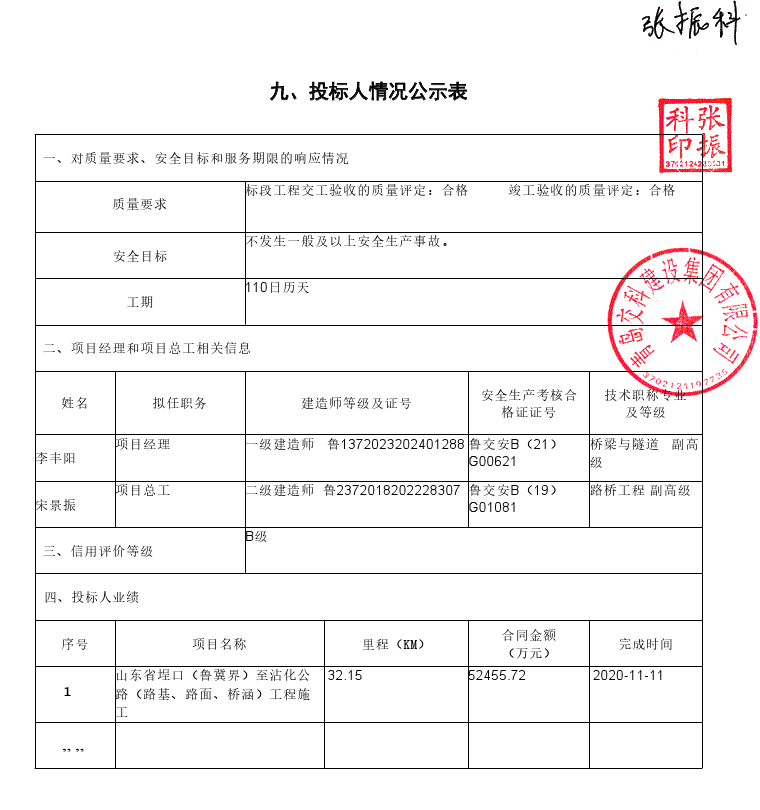 张振科
九、投标人情况公示表
张振
科印
3702124213531
一、对质量要求、安全目标和服务期限的响应情况
质量要求
标段工程交工验收的质量评定：合格 竣工验收的质量评定：合格
安全目标
不发生一般及以上安全生产事故。
工期
110日历天
青岛交科建设集团有限公司
3702121197735
二、项目经理和项目总工相关信息
姓名
拟任职务
建造师等级及证号
安全生产考核合
格证证号
技术职称专业
及等级
李丰阳
项目经理
一级建造师 鲁1372023202401288
鲁交安B（21）
G00621
桥梁与隧道 副高
级
宋景振
项目总工
二级建造师 鲁2372018202228307
鲁交安B（19）
G01081
路桥工程 副高级
三、信用评价等级
B级
四、投标人业绩
序号
项目名称
里程（KM）
合同金额
（万元）
完成时间
1
山东省埕口（鲁冀界）至沾化公
路（路基、路面、桥涵）工程施
工
32.15
52455.72
2020-11-11
,, ,,